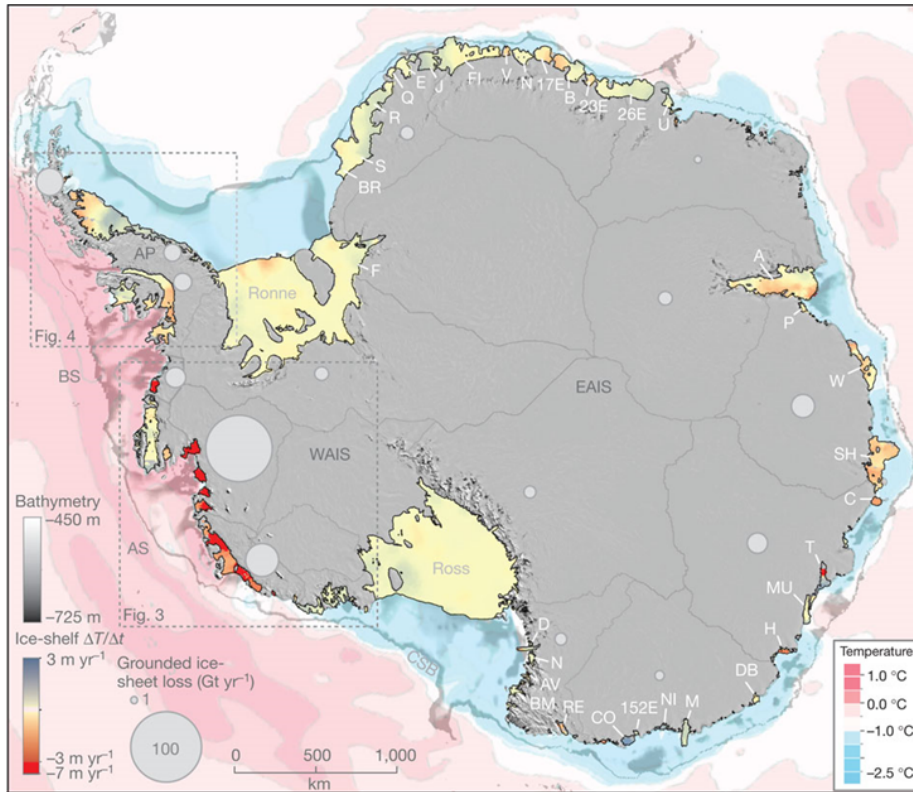 E
J
FI
V
N
17E
B
23E
26E
U
Q
R
S
BR
F
AP
Ronne
Fig. 4
BS
A
P
EAIS
W
WAIS
SH
C
Bathymetry
−450 m
AS
−725 m
Ross
T
MU
Fig. 3
H
Ice-shelf ΔT/Δt
3 m yr⁻¹
Grounded ice-
sheet loss (Gt yr⁻¹)
1
100
−3 m yr⁻¹
−7 m yr⁻¹
0 500 1,000
km
CSB
D
N
AV
BM
RE
CO
152E
NI
M
DB
Temperature
1.0 °C
0.0 °C
−1.0 °C
−2.5 °C